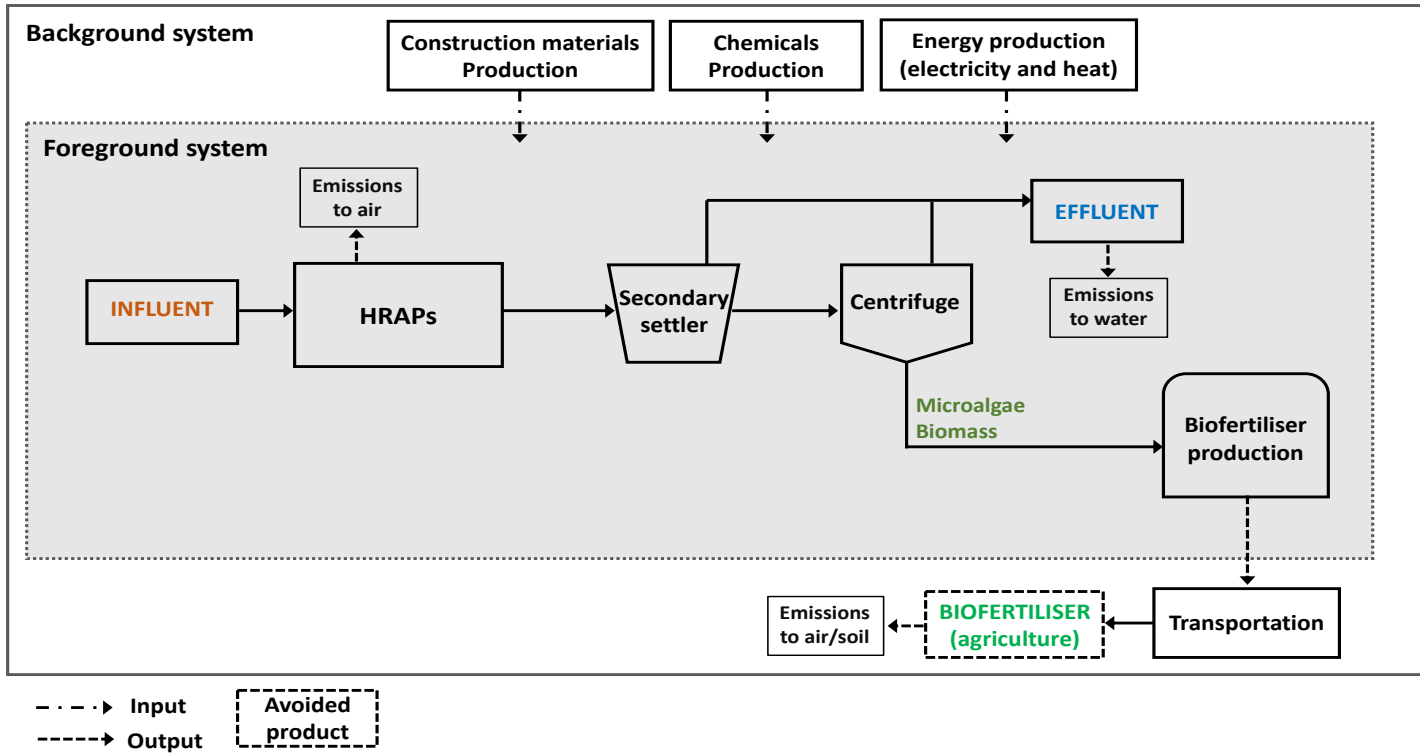 Background system
Construction materials
Production
Chemicals
Production
Energy production
(electricity and heat)
Foreground system
Emissions
to air
EFFLUENT
INFLUENT
HRAPs
Secondary
settler
Centrifuge
Emissions
to water
Microalgae
Biomass
Biofertiliser
production
Emissions
to air/soil
BIOFERTILISER
(agriculture)
Transportation
Input
Output
Avoided
product